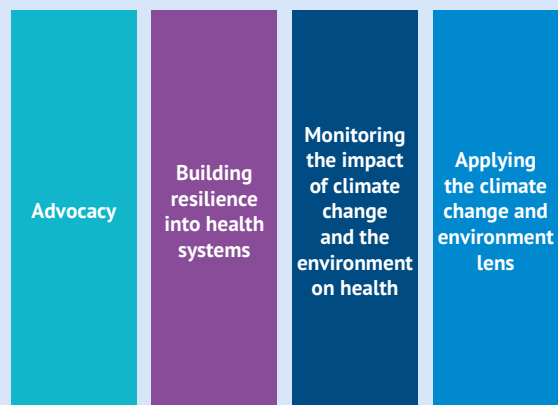 Advocacy
Building
resilience
into health
systems
Monitoring
the impact
of climate
change
and the
environment
on health
Applying
the climate
change and
environment
lens